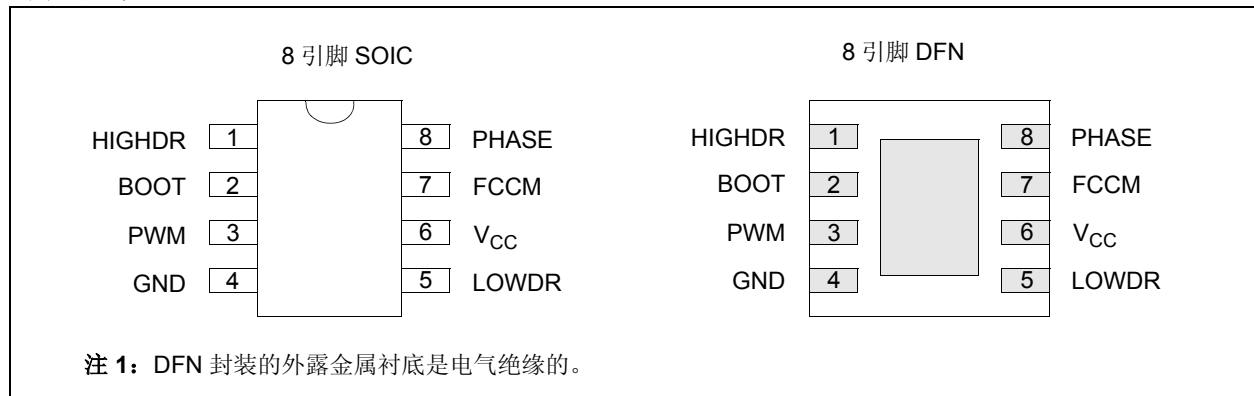 8 引脚 SOIC
HIGHDR 1 8 PHASE
BOOT 2 7 FCCM
PWM 3 6 VCC
GND 4 5 LOWDR
8 引脚 DFN
HIGHDR 1 8 PHASE
BOOT 2 7 FCCM
PWM 3 6 VCC
GND 4 5 LOWDR
注 1：DFN 封装的外露金属衬底是电气绝缘的。